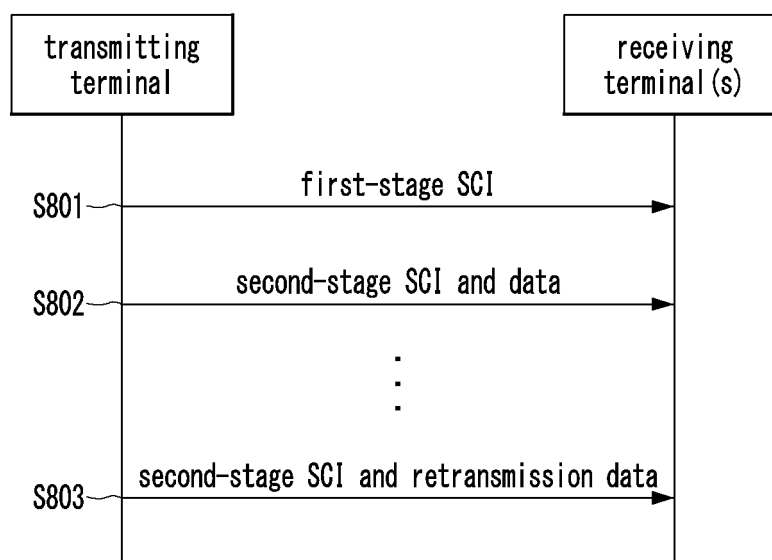 transmitting
terminal
receiving
terminal(s)
first-stage SCI
S801
second-stage SCI and data
S802
second-stage SCI and retransmission data
S803